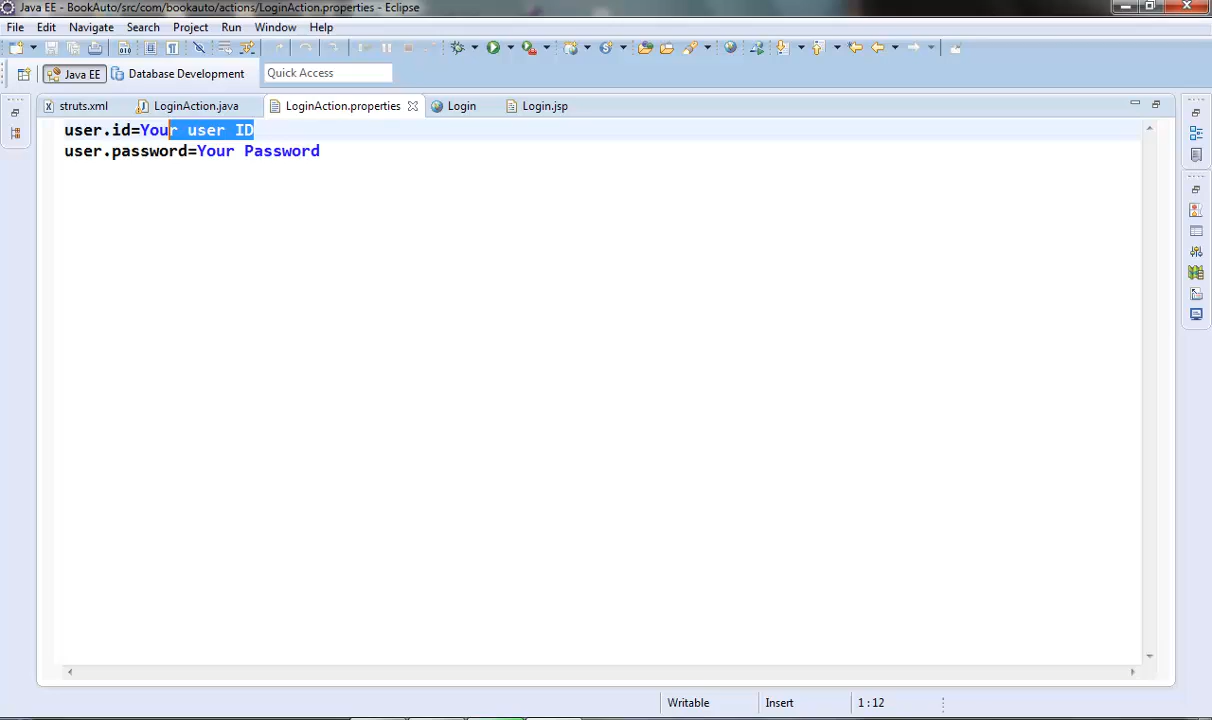 Java EE - BookAuto/src/com/bookauto/actions/LoginAction.properties - Eclipse
File Edit Navigate Search Project Run Window Help
Java EE Database Development Quick Access
struts.xml LoginAction.java LoginAction.properties Login Login.jsp
user.id=Your user ID
user.password=Your Password
Writable Insert 1 : 12